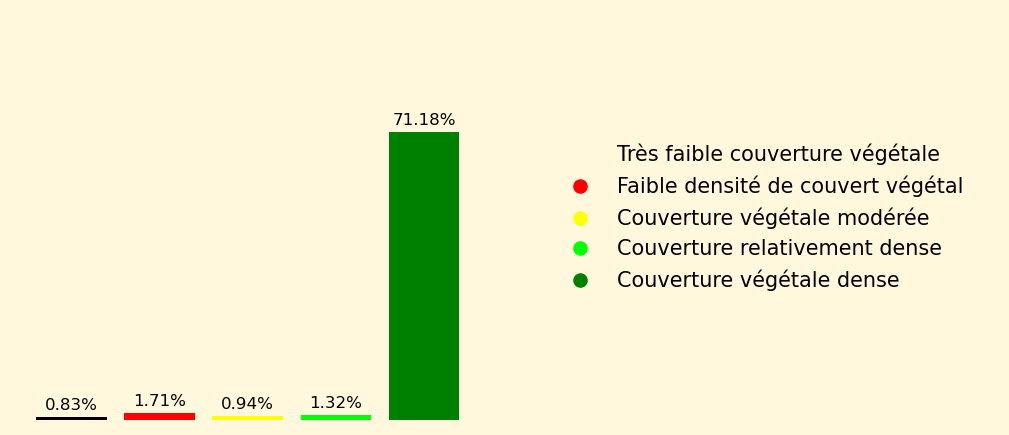 71.18%
0.83%
1.71%
0.94%
1.32%
Très faible couverture végétale
Faible densité de couvert végétal
Couverture végétale modérée
Couverture relativement dense
Couverture végétale dense